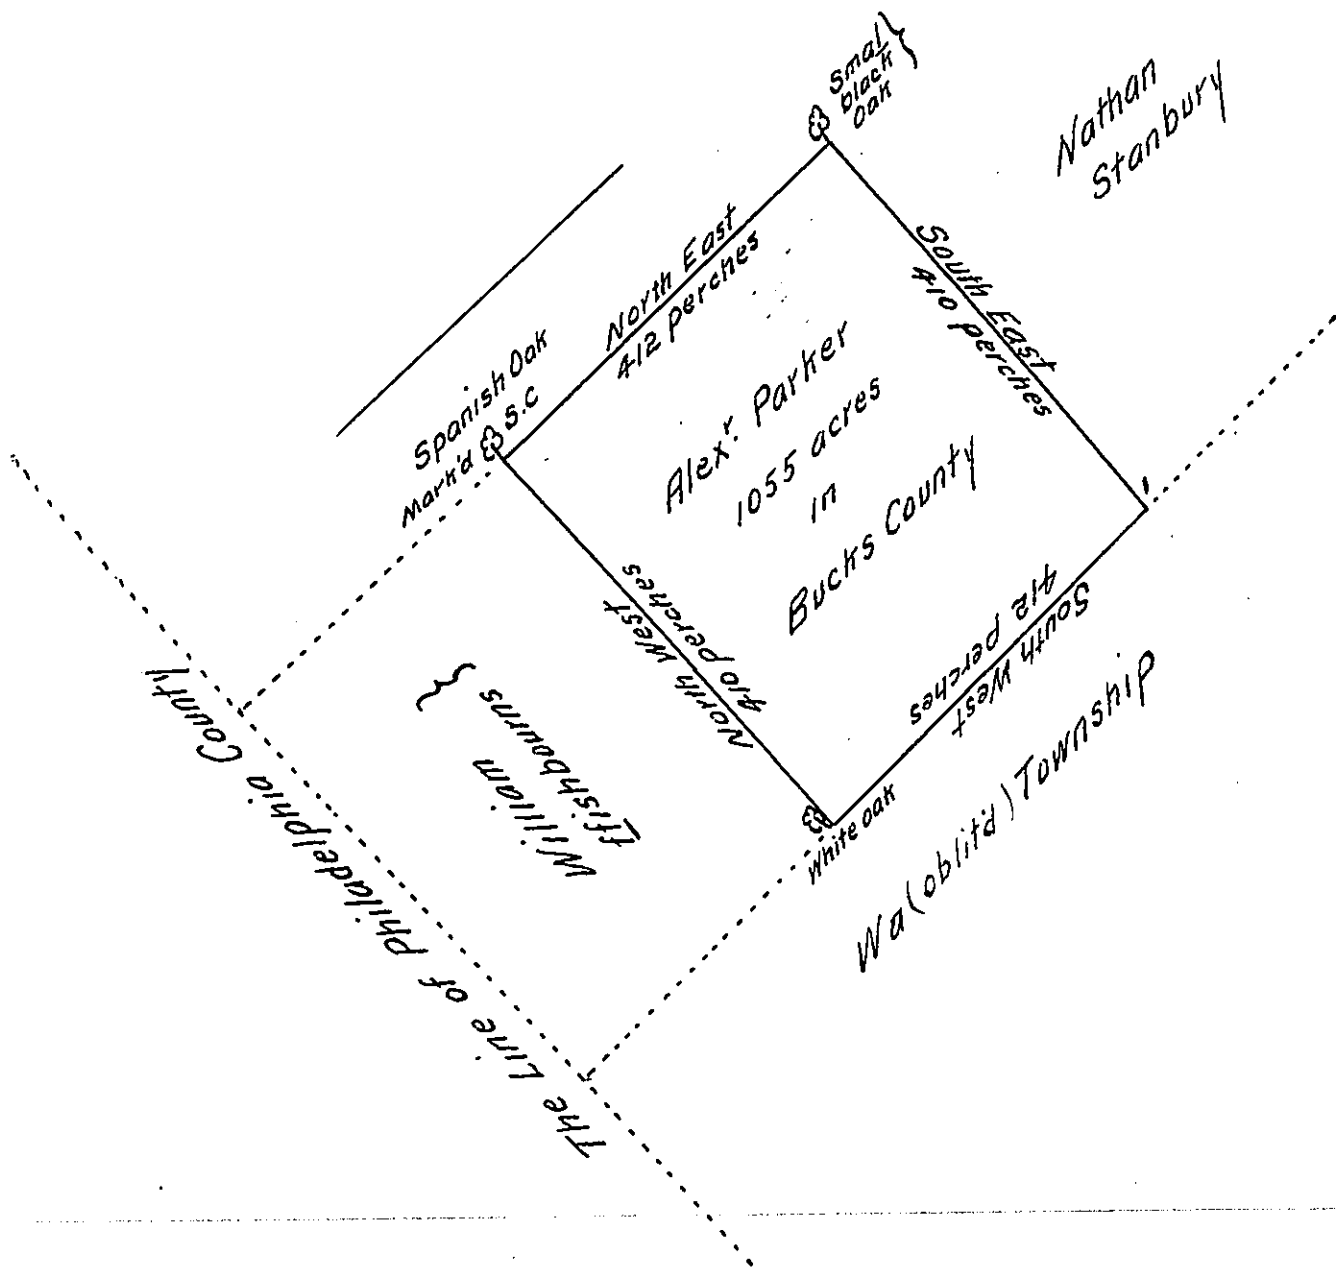 Smal
black
Oak
Nathan
Stanbury
North East
412 perches
South East
410 perches
Spanish Oak
Mark'd S.C
Alexr. Parker
1055 acres
in
Bucks County
North West
410 perches
South West
412 perches
William
ffishbourns
White oak
Wa(oblit'd) Township
The Line of Philadelphia County